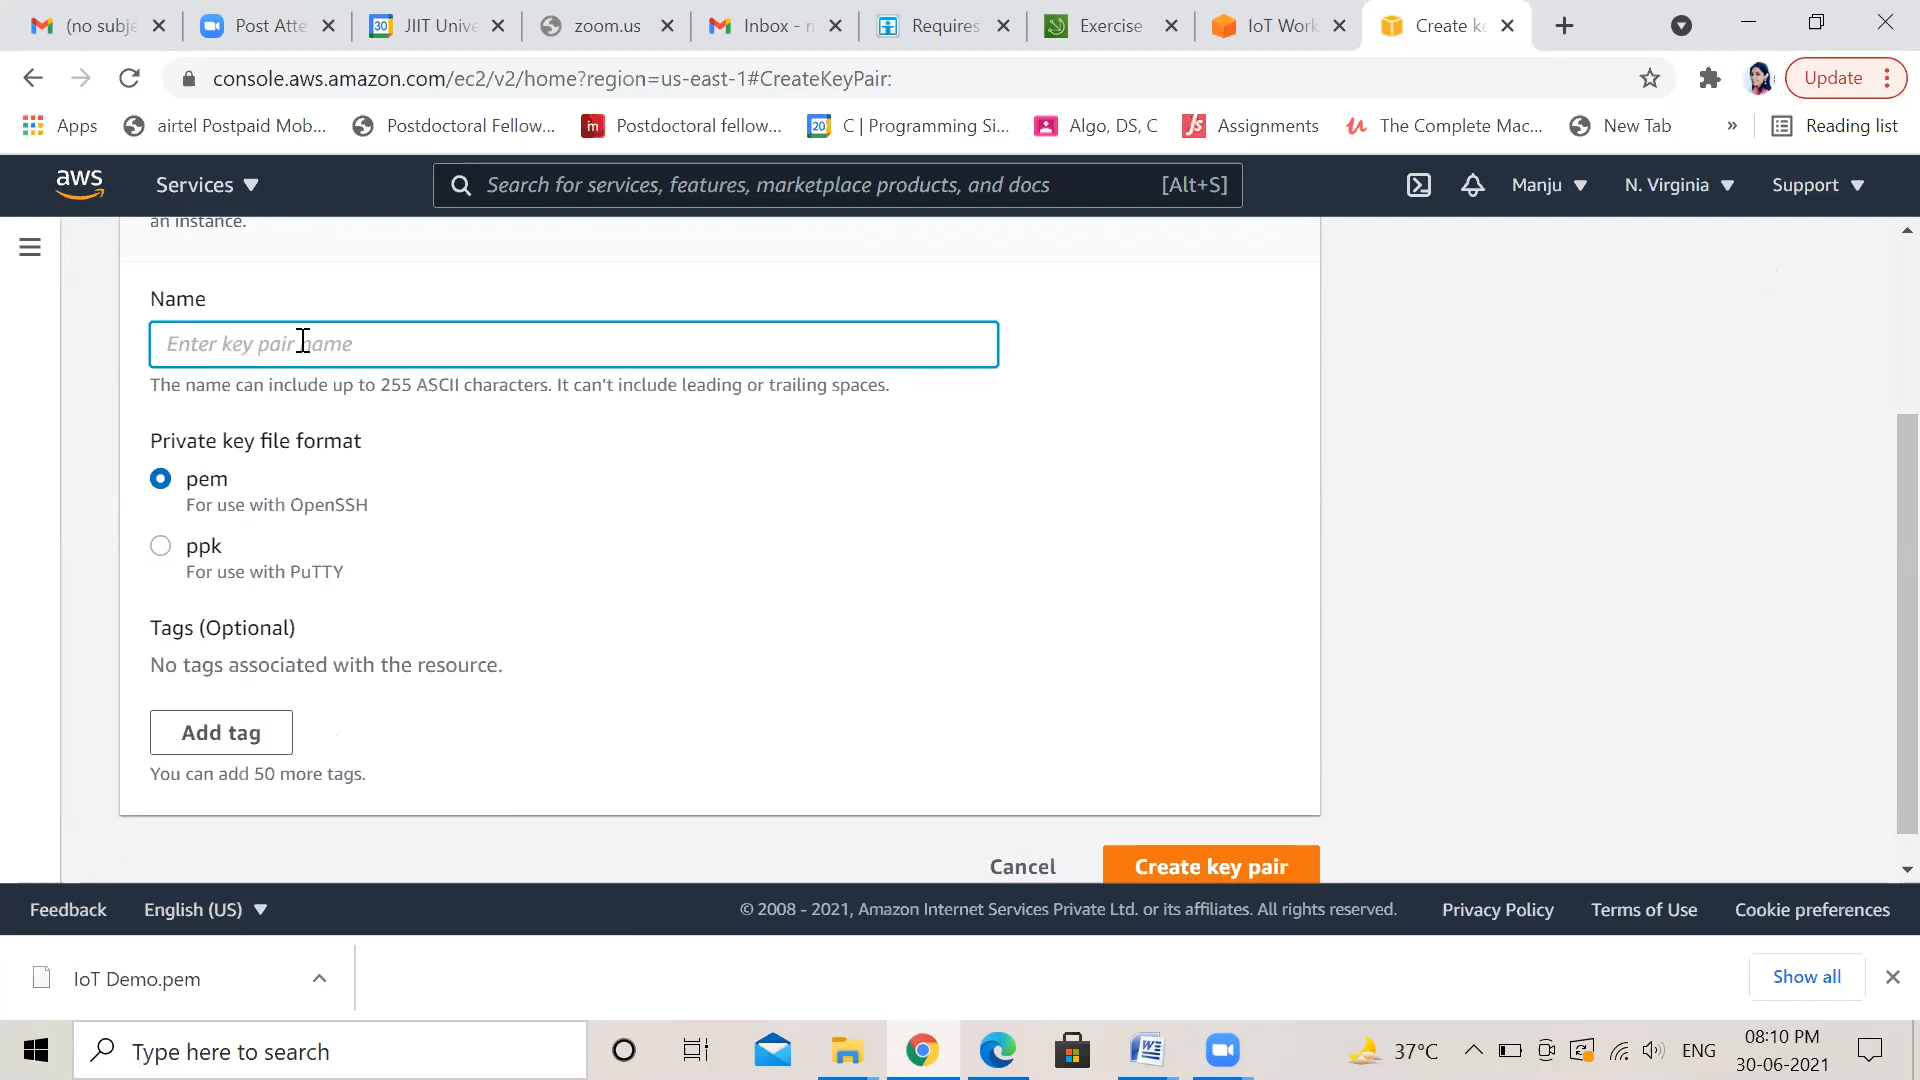 (no subje
Post Atte
JIIT Unive
zoom.us
Inbox - n
Requires
Exercise
IoT Work
Create ke
console.aws.amazon.com/ec2/v2/home?region=us-east-1#CreateKeyPair:
Update
Apps
airtel Postpaid Mob...
Postdoctoral Fellow...
Postdoctoral fellow...
C | Programming Si...
Algo, DS, C
Assignments
The Complete Mac...
New Tab
»
Reading list
aws
Services
Search for services, features, marketplace products, and docs
[Alt+S]
Manju
N. Virginia
Support
an instance.
Name
Enter key pair name
The name can include up to 255 ASCII characters. It can't include leading or trailing spaces.
Private key file format
pem
For use with OpenSSH
ppk
For use with PuTTY
Tags (Optional)
No tags associated with the resource.
Add tag
You can add 50 more tags.
Cancel
Create key pair
Feedback
English (US)
© 2008 - 2021, Amazon Internet Services Private Ltd. or its affiliates. All rights reserved.
Privacy Policy
Terms of Use
Cookie preferences
IoT Demo.pem
Show all
Type here to search
37°C
ENG
08:10 PM
30-06-2021